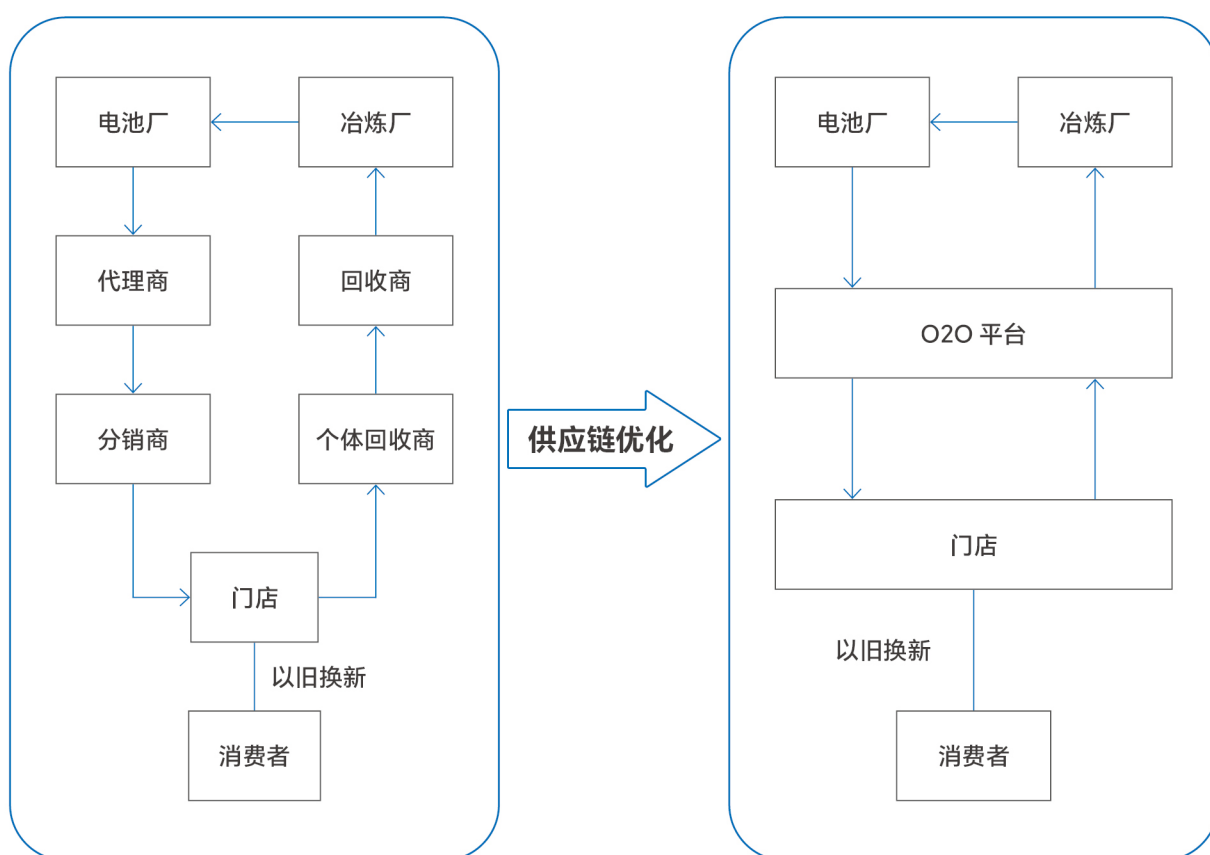 电池厂
冶炼厂
代理商
回收商
分销商
个体回收商
门店
以旧换新
消费者
供应链优化
电池厂
冶炼厂
O2O 平台
门店
以旧换新
消费者